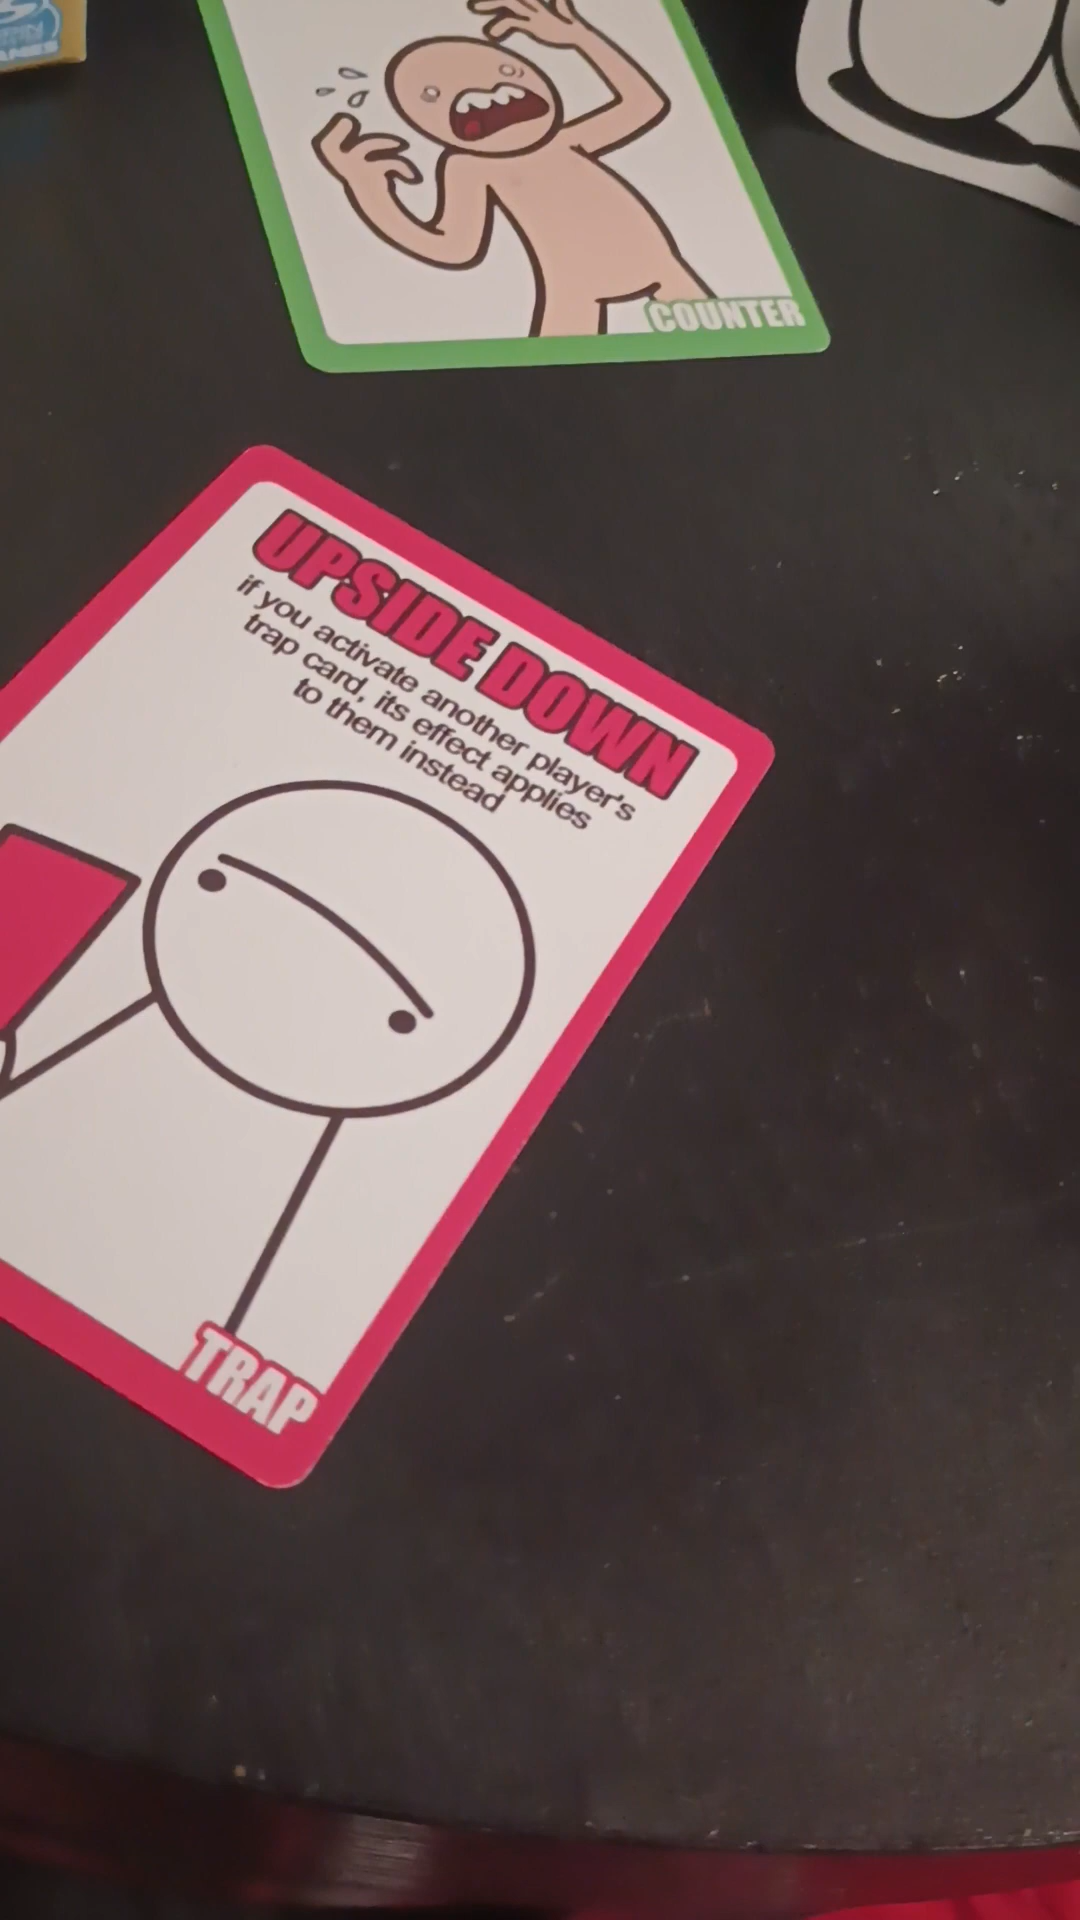 COUNTER
UPSIDE DOWN
if you activate another player's
trap card, its effect applies
to them instead
TRAP